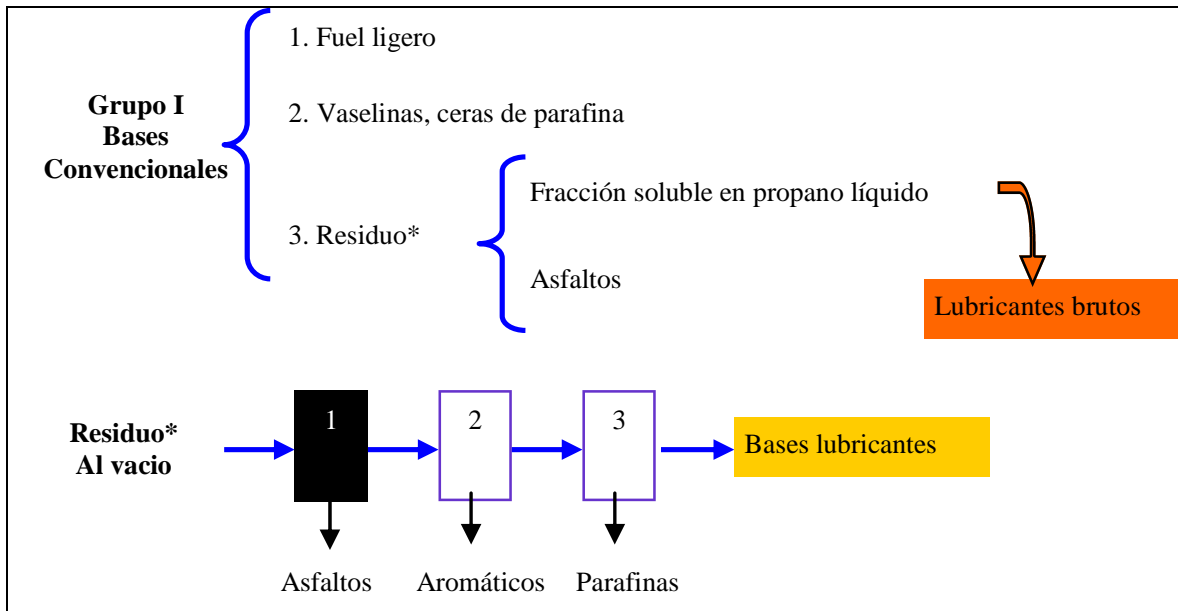 1. Fuel ligero
Grupo I
Bases
Convencionales
2. Vaselinas, ceras de parafina
Fracción soluble en propano líquido
3. Residuo*
Asfaltos
Lubricantes brutos
Residuo*
Al vacio
1
2
3
Bases lubricantes
Asfaltos
Aromáticos
Parafinas